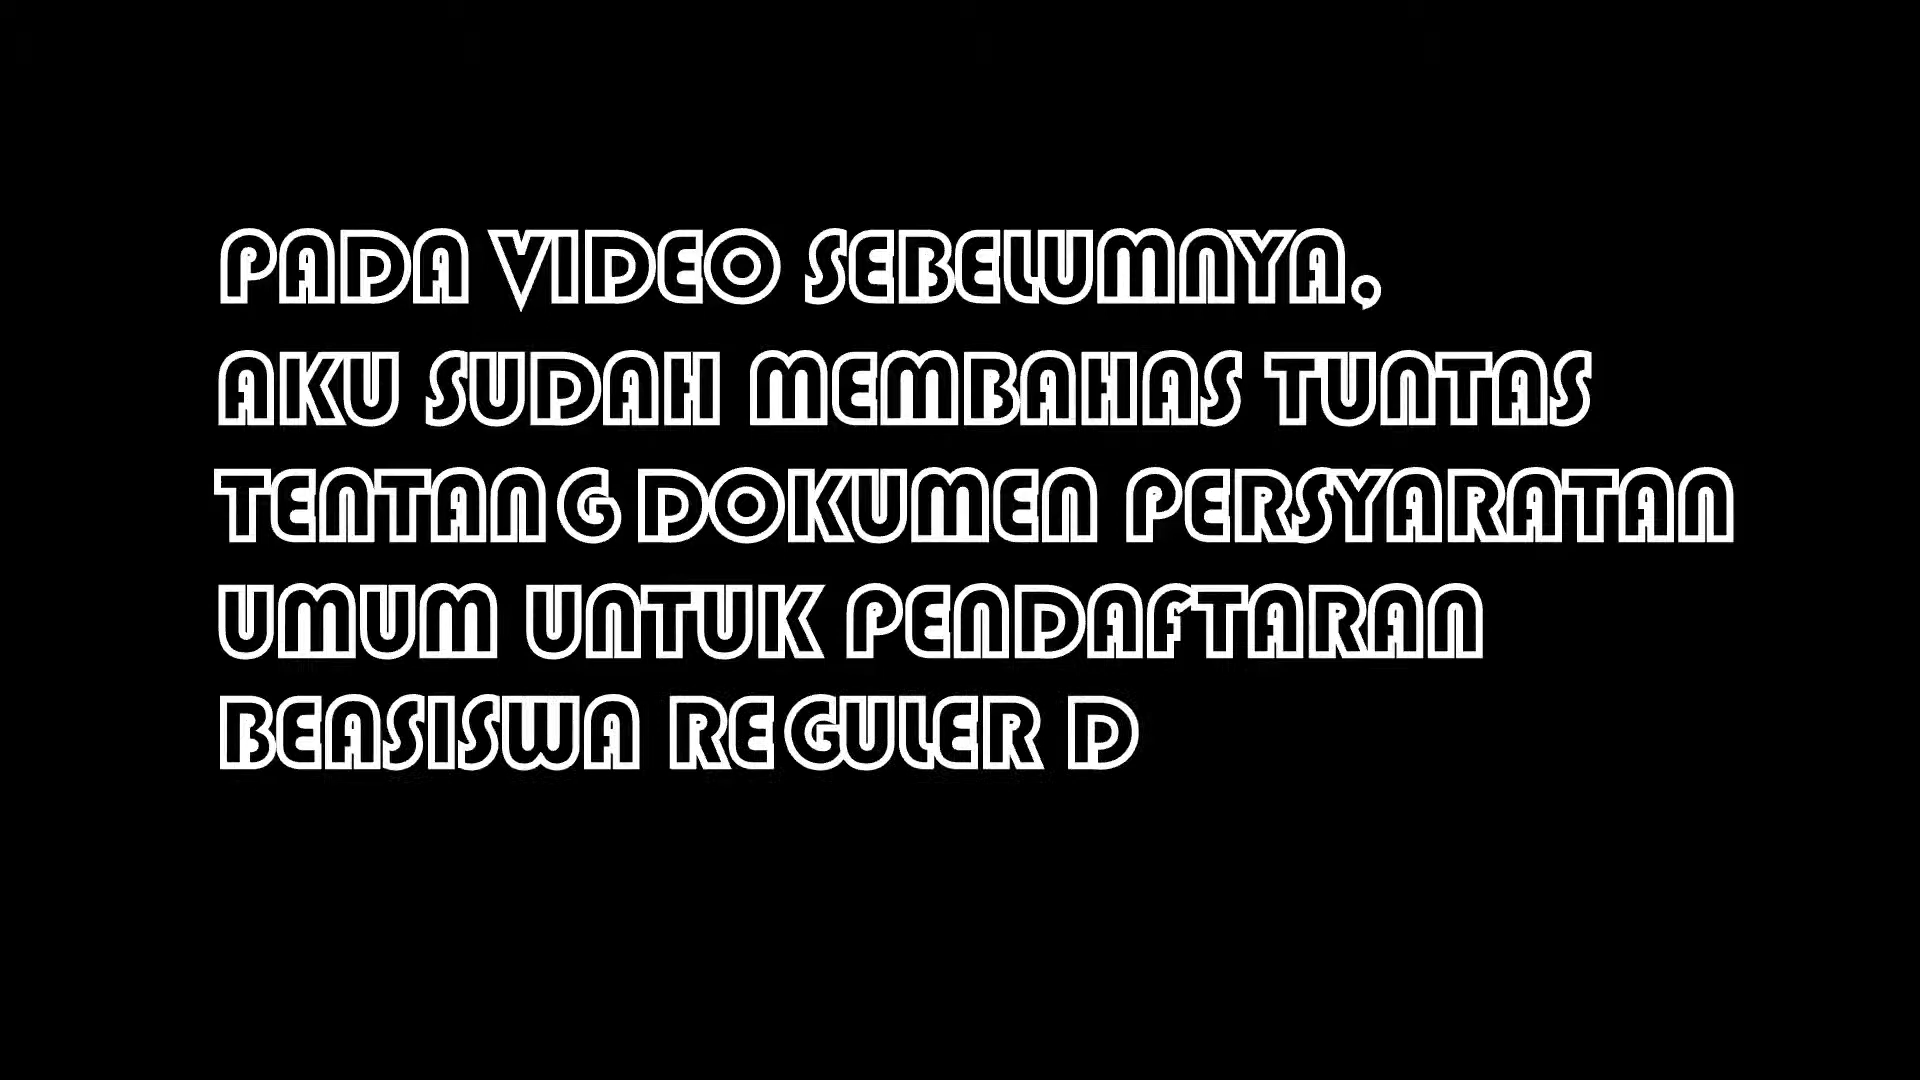 PADA VIDEO SEBELUMNYA,
AKU SUDAH MEMBAHAS TUNTAS
TENTANG DOKUMEN PERSYARATAN
UMUM UNTUK PENDAFTARAN
BEASISWA REGULER D